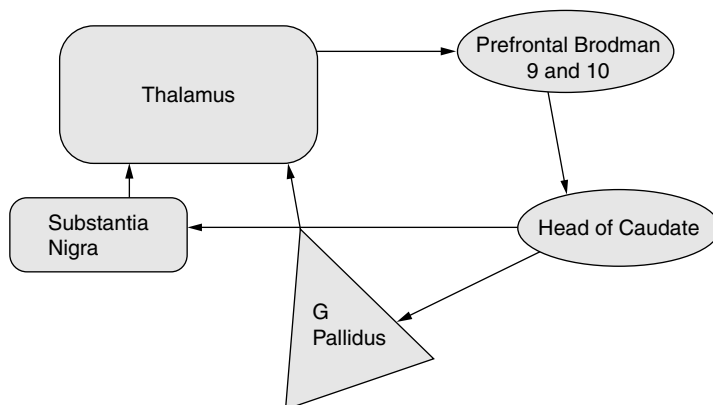 Thalamus
Prefrontal Brodman
9 and 10
Substantia
Nigra
Head of Caudate
G
Pallidus